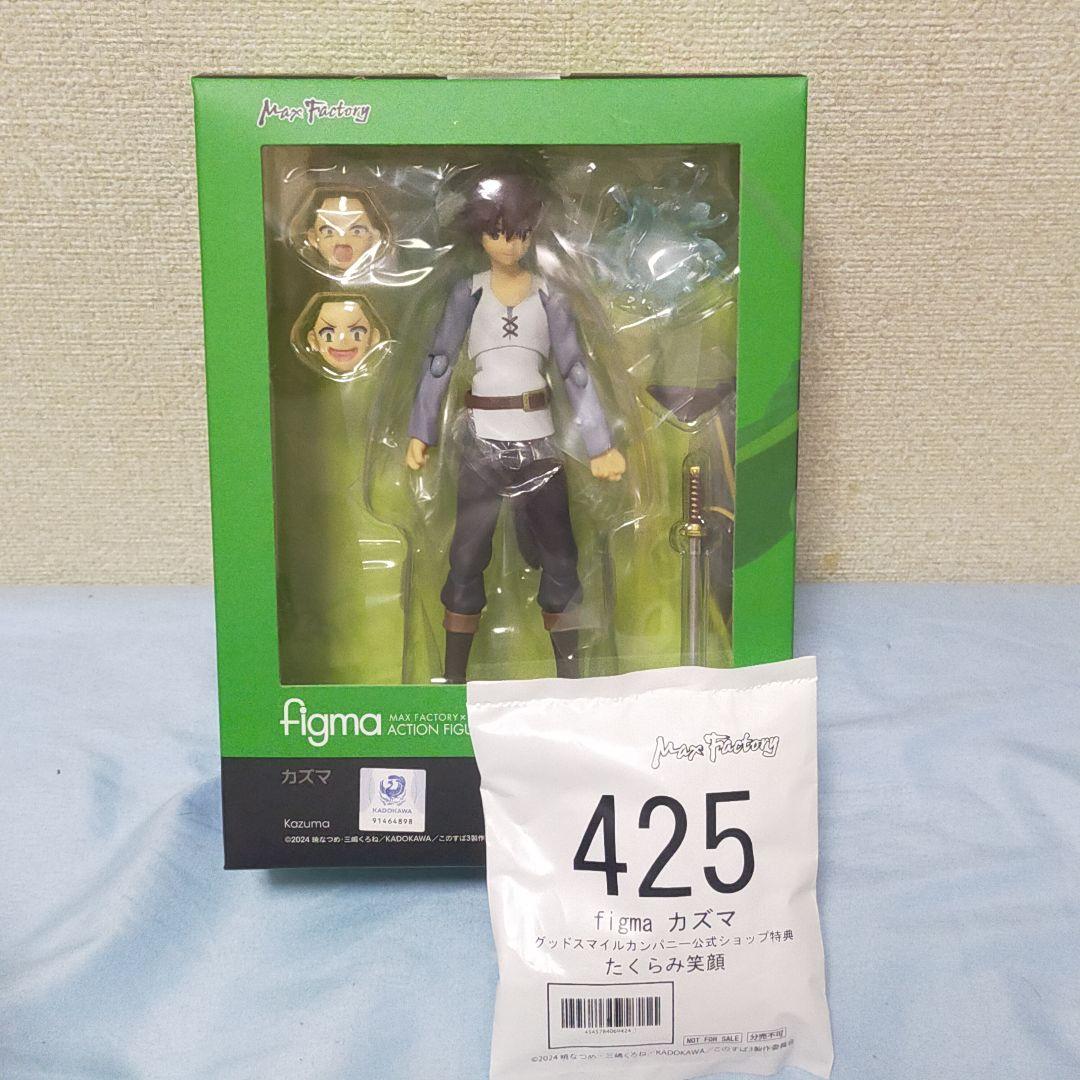 Max Factory
figma
MAX FACTORY×
ACTION FIGU
カズマ
KADOKAWA
91464898
Kazuma
©2024 暁なつめ・三嶋くろね/KADOKAWA/このすば3製作
Max Factory
425
figma カズマ
グッドスマイルカンパニー公式ショップ特典
たくらみ笑顔
4545784069424
NOT FOR SALE 分売不可
©2024 暁なつめ・三嶋くろね/KADOKAWA/このすば3製作委員会